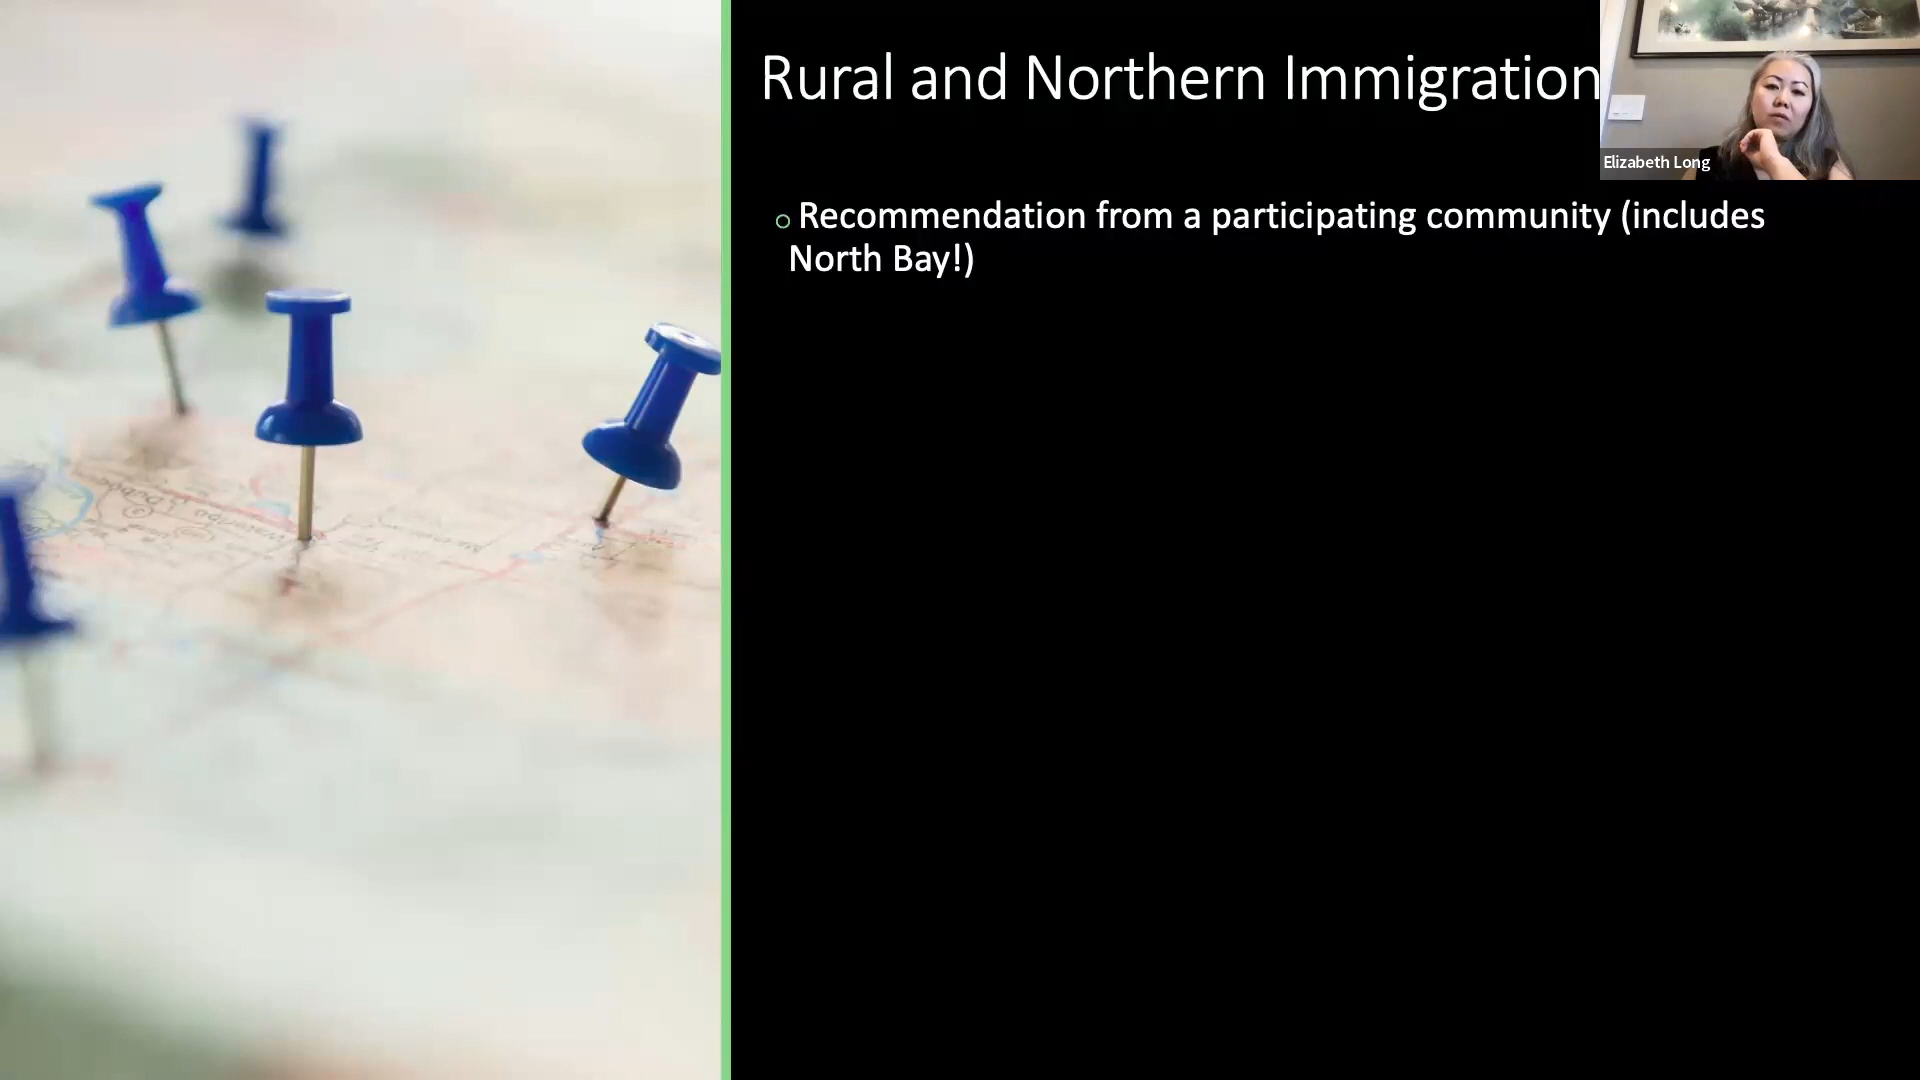 Rural and Northern Immigration
Elizabeth Long
Recommendation from a participating community (includes
North Bay!)